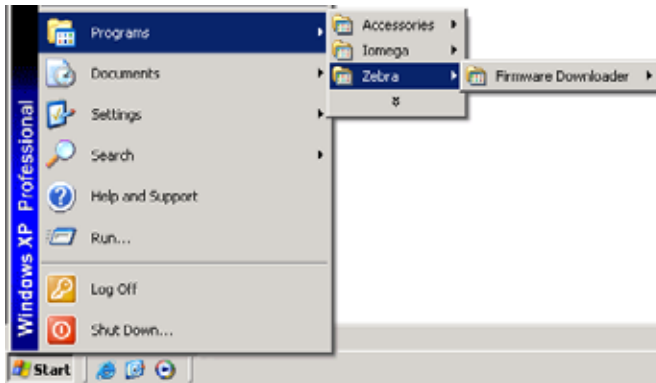 Programs
Documents
Settings
Search
Help and Support
Run...
Log Off
Shut Down...
Windows XP Professional
Start
Accessories
Iomega
Zebra
Firmware Downloader